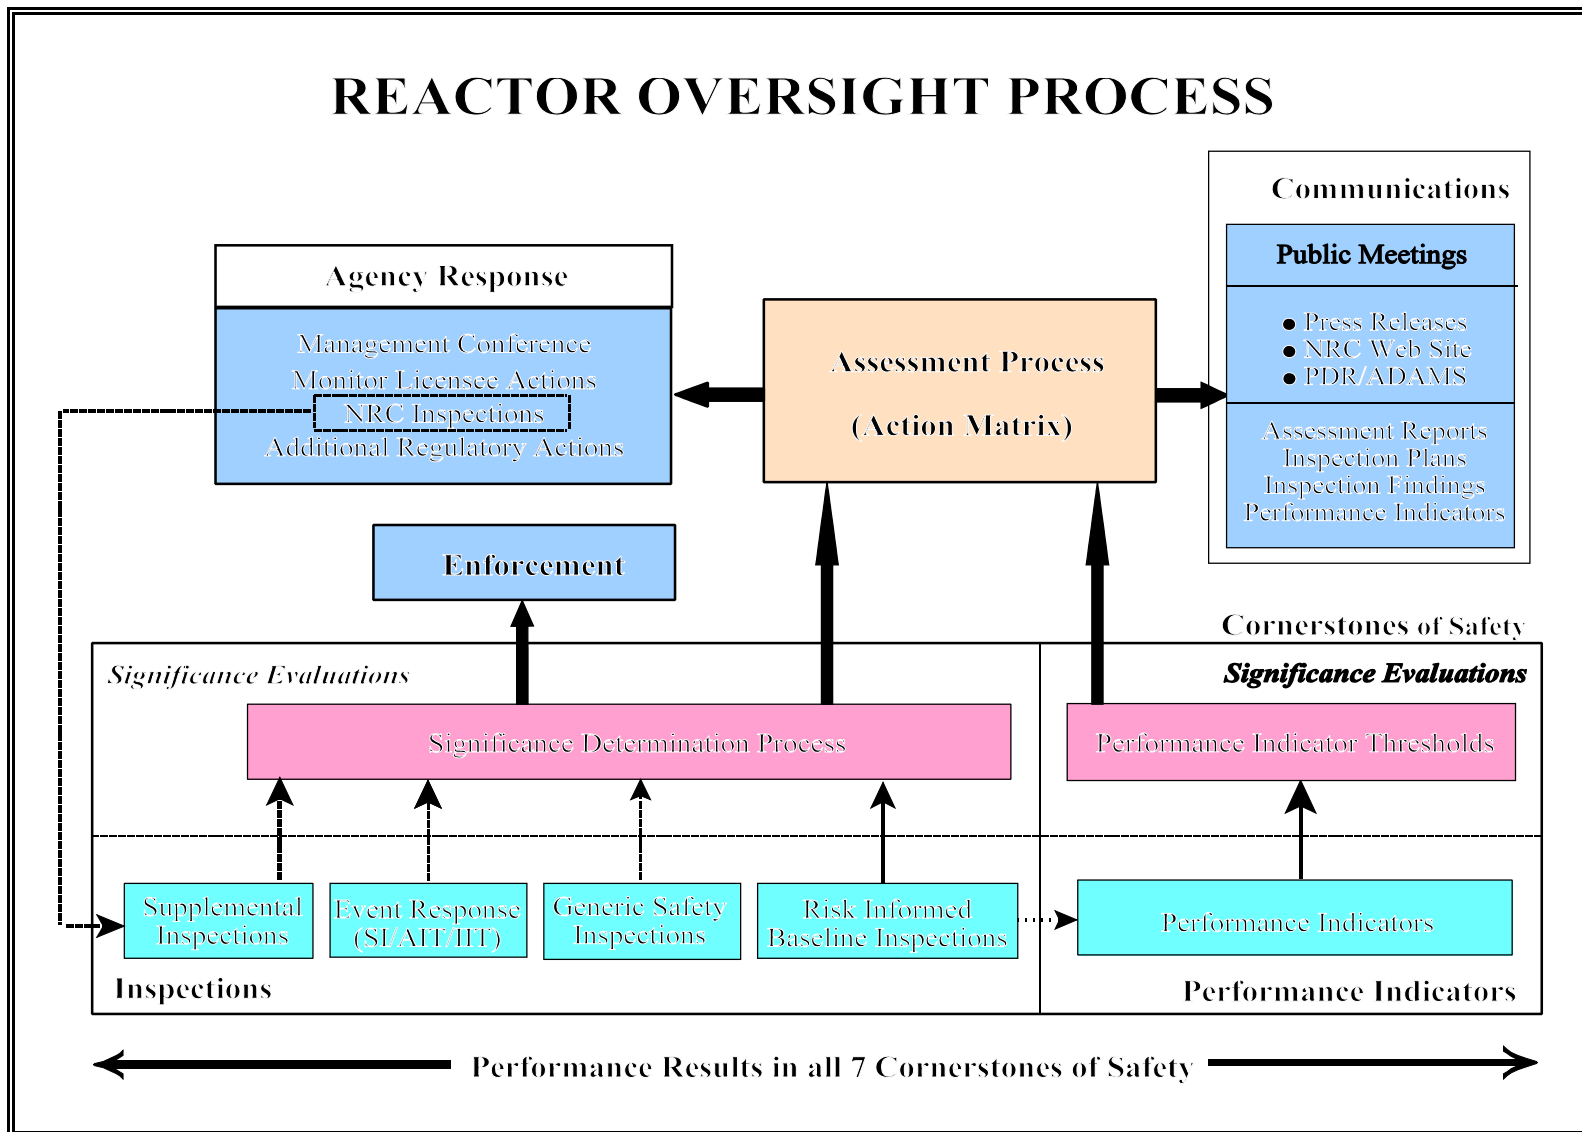 REACTOR OVERSIGHT PROCESS
Communications
Public Meetings
● Press Releases
● NRC Web Site
● PDR/ADAMS
Assessment Reports
Inspection Plans
Inspection Findings
Performance Indicators
Agency Response
Management Conference
Monitor Licensee Actions
NRC Inspections
Additional Regulatory Actions
Assessment Process
(Action Matrix)
Enforcement
Cornerstones of Safety
Significance Evaluations
Significance Evaluations
Significance Determination Process
Performance Indicator Thresholds
Supplemental
Inspections
Event Response
(SI/AIT/IIT)
Generic Safety
Inspections
Risk Informed
Baseline Inspections
Performance Indicators
Inspections
Performance Indicators
Performance Results in all 7 Cornerstones of Safety